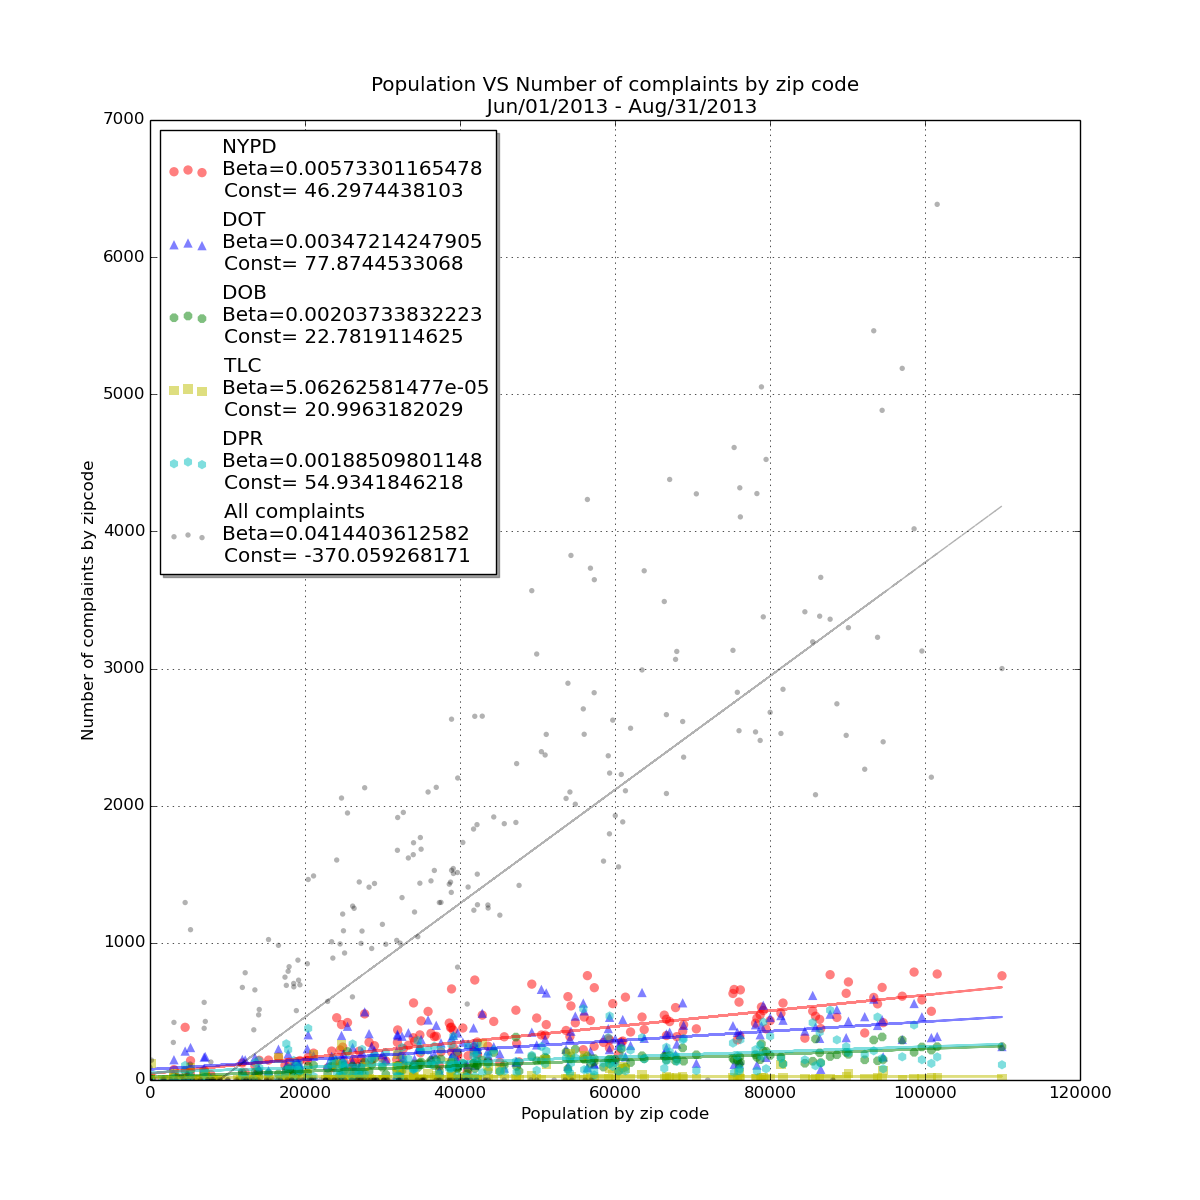 Population VS Number of complaints by zip code
Jun/01/2013 - Aug/31/2013
7000
6000
5000
4000
3000
2000
1000
0
Number of complaints by zipcode
NYPD
Beta=0.00573301165478
Const= 46.2974438103
DOT
Beta=0.00347214247905
Const= 77.8744533068
DOB
Beta=0.00203733832223
Const= 22.7819114625
TLC
Beta=5.06262581477e-05
Const= 20.9963182029
DPR
Beta=0.00188509801148
Const= 54.9341846218
All complaints
Beta=0.0414403612582
Const= -370.059268171
0
20000
40000
60000
80000
100000
120000
Population by zip code